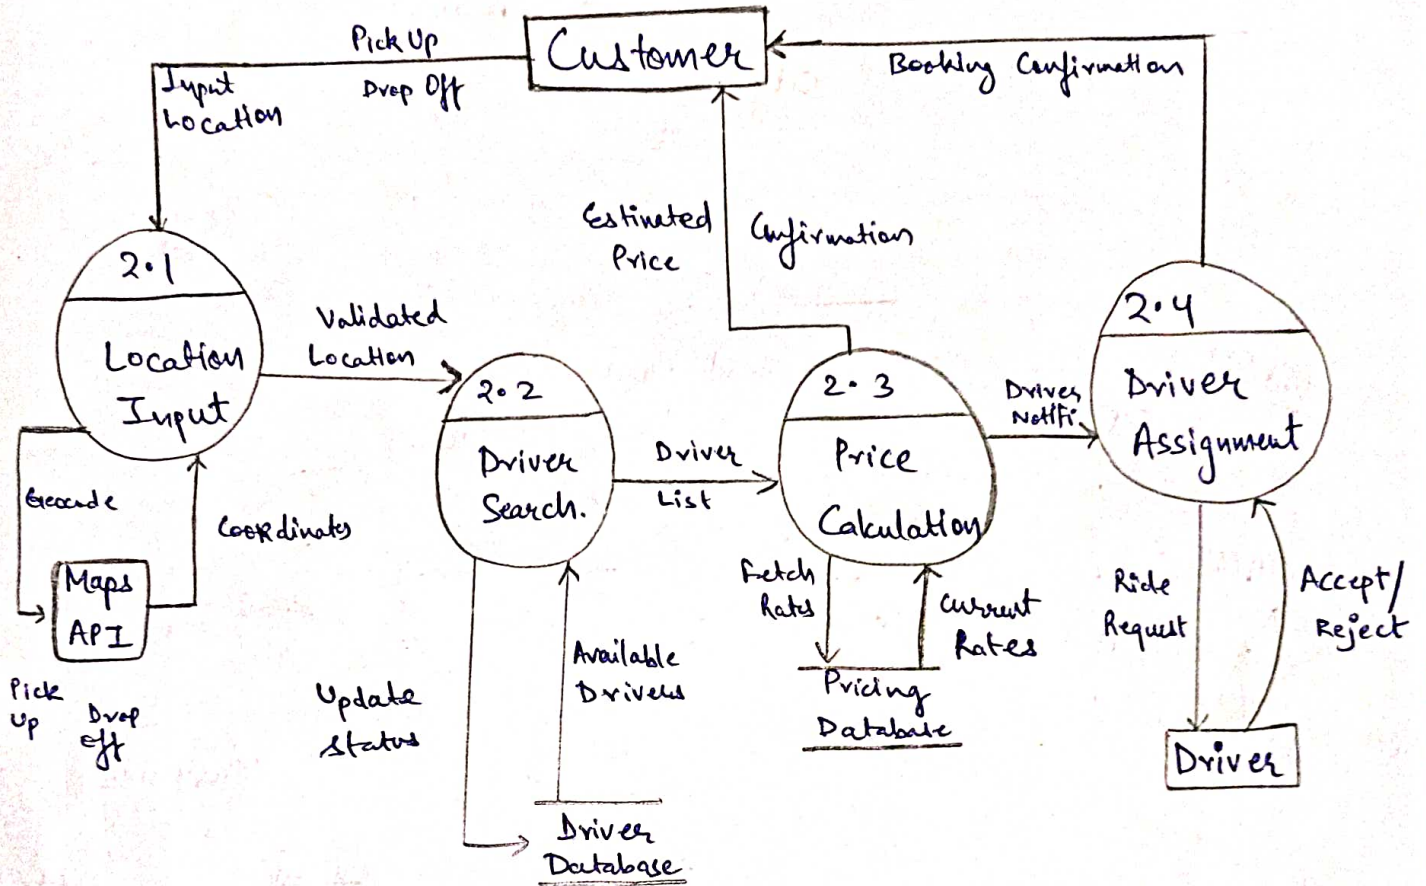 Customer
Pick Up
Drop Off
Input
Location
Booking Confirmation
Estimated
Price
Confirmation
2.1
Location
Input
Validated
Location
2.2
Driver
Search.
Driver
List
2.3
Price
Calculation
Driver
Notifi.
2.4
Driver
Assignment
Geocode
Coordinates
Maps
API
Pick
Up
Drop
off
Update
Status
Available
Drivers
Driver
Database
Fetch
Rates
Current
Rates
Pricing
Database
Ride
Request
Accept/
Reject
Driver